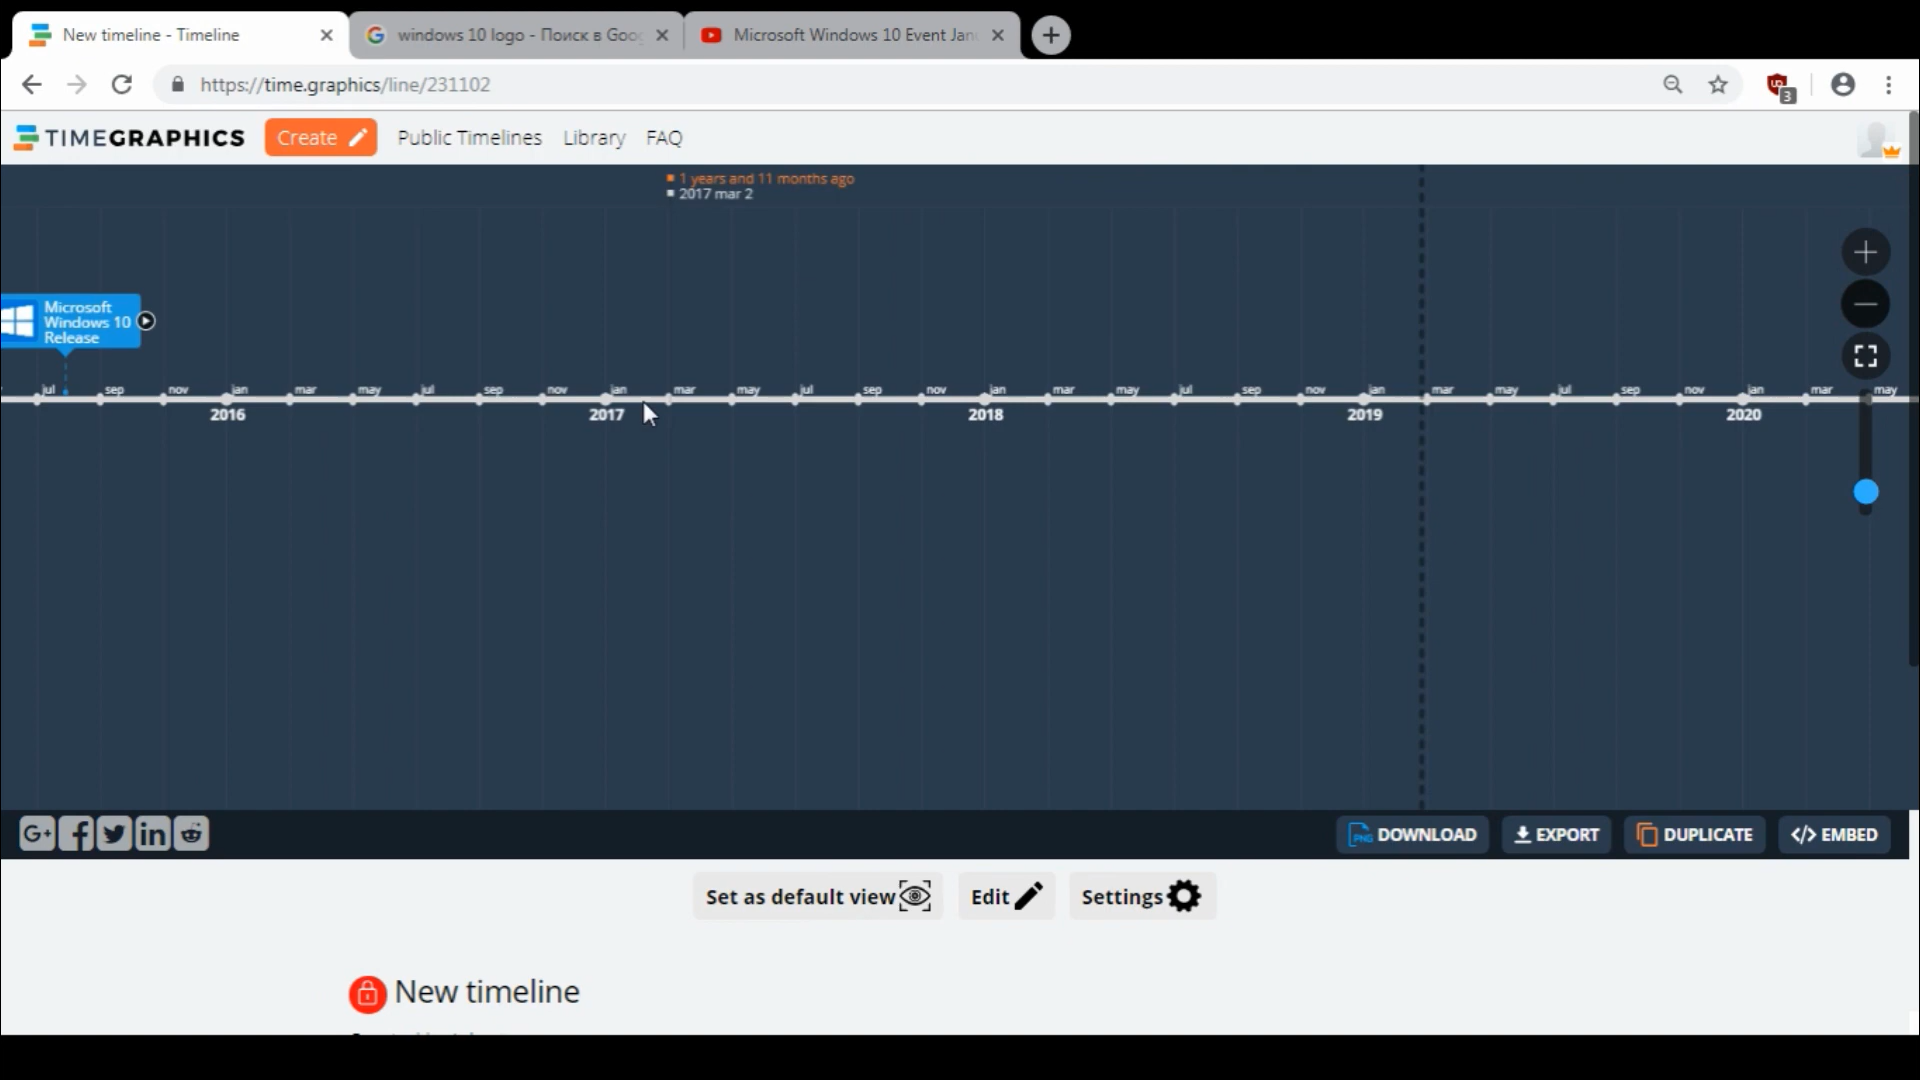 New timeline - Timeline
windows 10 logo - Поиск в Goo
Microsoft Windows 10 Event Jan
https://time.graphics/line/231102
3
TIMEGRAPHICS
Create
Public Timelines
Library
FAQ
1 years and 11 months ago
2017 mar 2
Microsoft
Windows 10
Release
jul sep nov jan mar may jul sep nov jan mar may jul sep nov jan mar may jul sep nov jan mar may jul sep nov jan mar may
2016 2017 2018 2019 2020
G+ f in
PNG DOWNLOAD
EXPORT
DUPLICATE
</> EMBED
Set as default view
Edit
Settings
New timeline